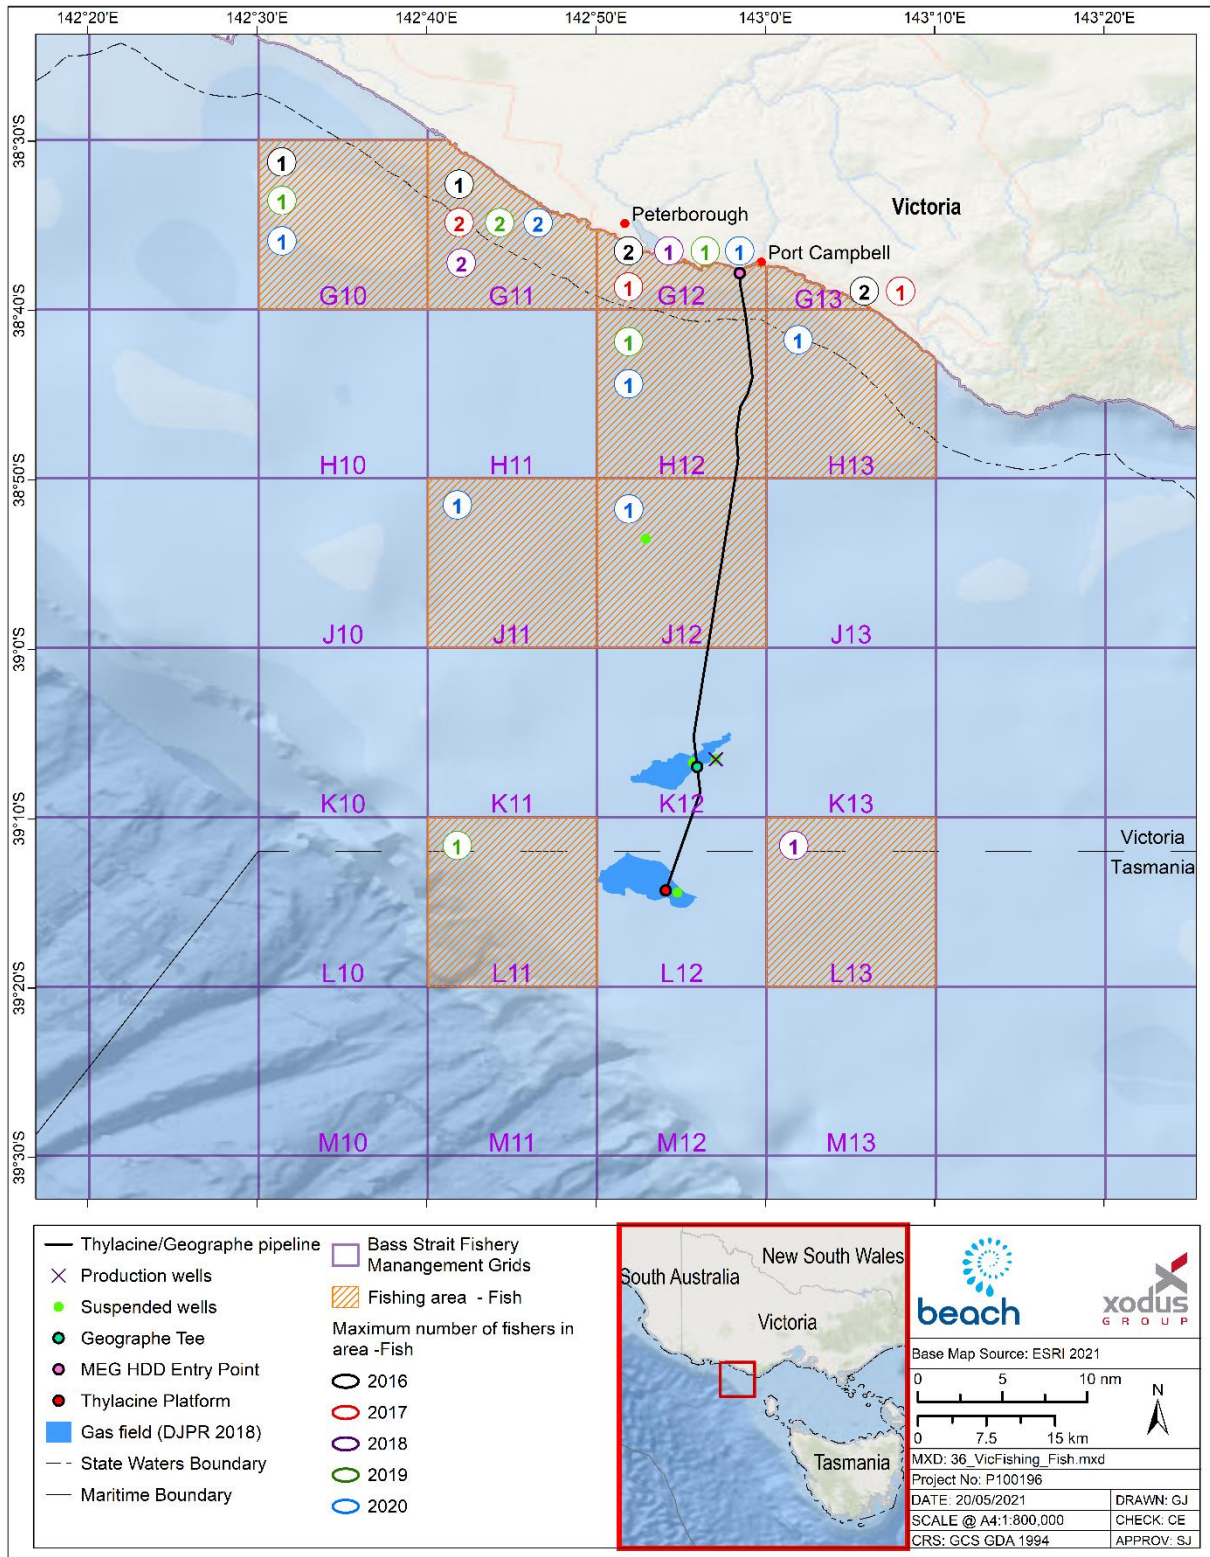 142°20'E 142°30'E 142°40'E 142°50'E 143°0'E 143°10'E 143°20'E
38°30'S
1
1
Victoria
1
Peterborough
2 2 2
1
2 1 1 1
Port Campbell
2
1
2 1
G10 G11 G12 G13
38°40'S
1
1
1
H10 H11 H12 H13
38°50'S
1
1
J10 J11 J12 J13
39°0'S
K10 K11 K12 K13
39°10'S
1
1
Victoria
Tasmania
L10 L11 L12 L13
39°20'S
M10 M11 M12 M13
39°30'S
Thylacine/Geographe pipeline
Production wells
Suspended wells
Geographe Tee
MEG HDD Entry Point
Thylacine Platform
Gas field (DJPR 2018)
State Waters Boundary
Maritime Boundary
Bass Strait Fishery
Manangement Grids
Fishing area - Fish
Maximum number of fishers in
area -Fish
2016
2017
2018
2019
2020
New South Wales
South Australia
Victoria
Tasmania
beach
xodus
GROUP
Base Map Source: ESRI 2021
0 5 10 nm
N
0 7.5 15 km
MXD: 36_VicFishing_Fish.mxd
Project No: P100196
DATE: 20/05/2021 DRAWN: GJ
SCALE @ A4:1:800,000 CHECK: CE
CRS: GCS GDA 1994 APPROV: SJ